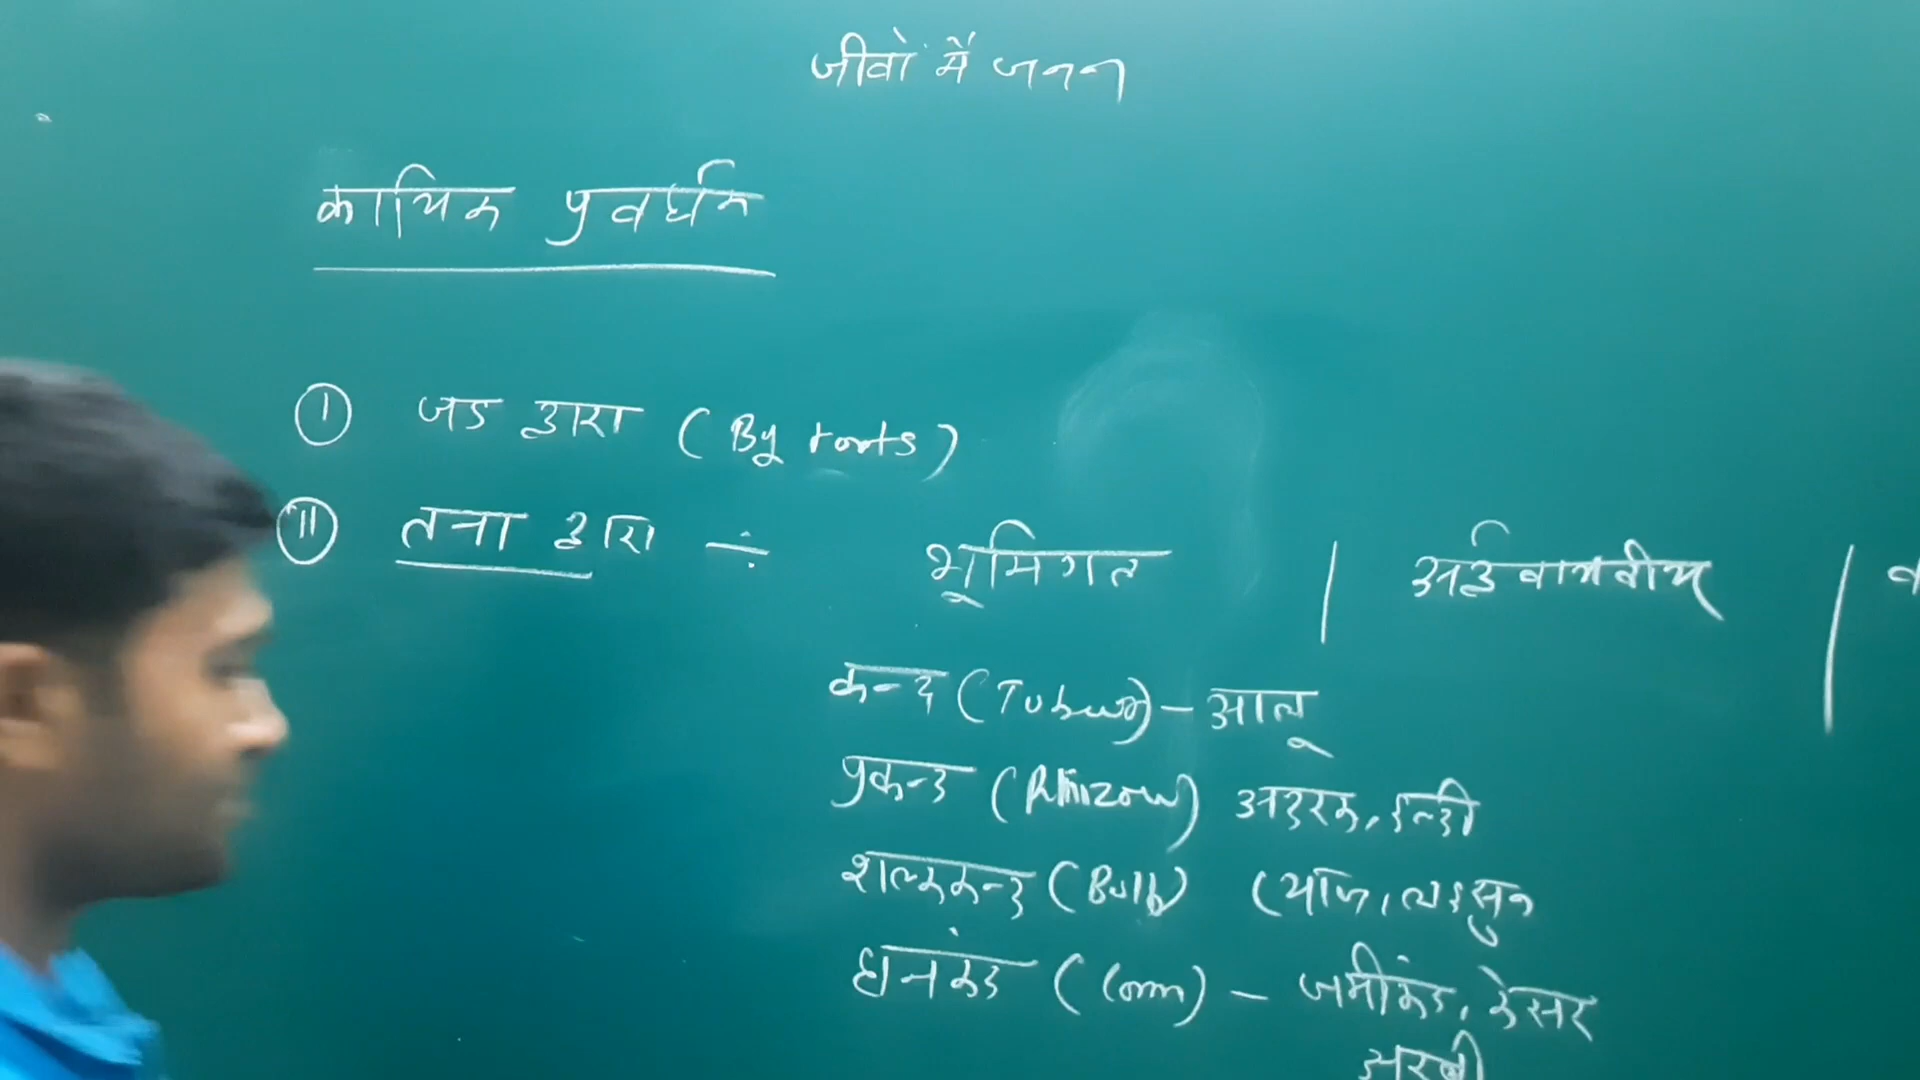 जीवों में जनन
कायिक प्रवर्धन
I जड द्वारा (By roots)
II तना द्वारा ÷ भूमिगत | अर्द्धवायवीय |
कन्द (Tuber) - आलू
प्रकन्द (Rhizome) अदरक, हल्दी
शल्ककन्द (Bulb) (प्याज, लहसुन
घनकंद (Corm) - जमीकंद, केसर
अरबी